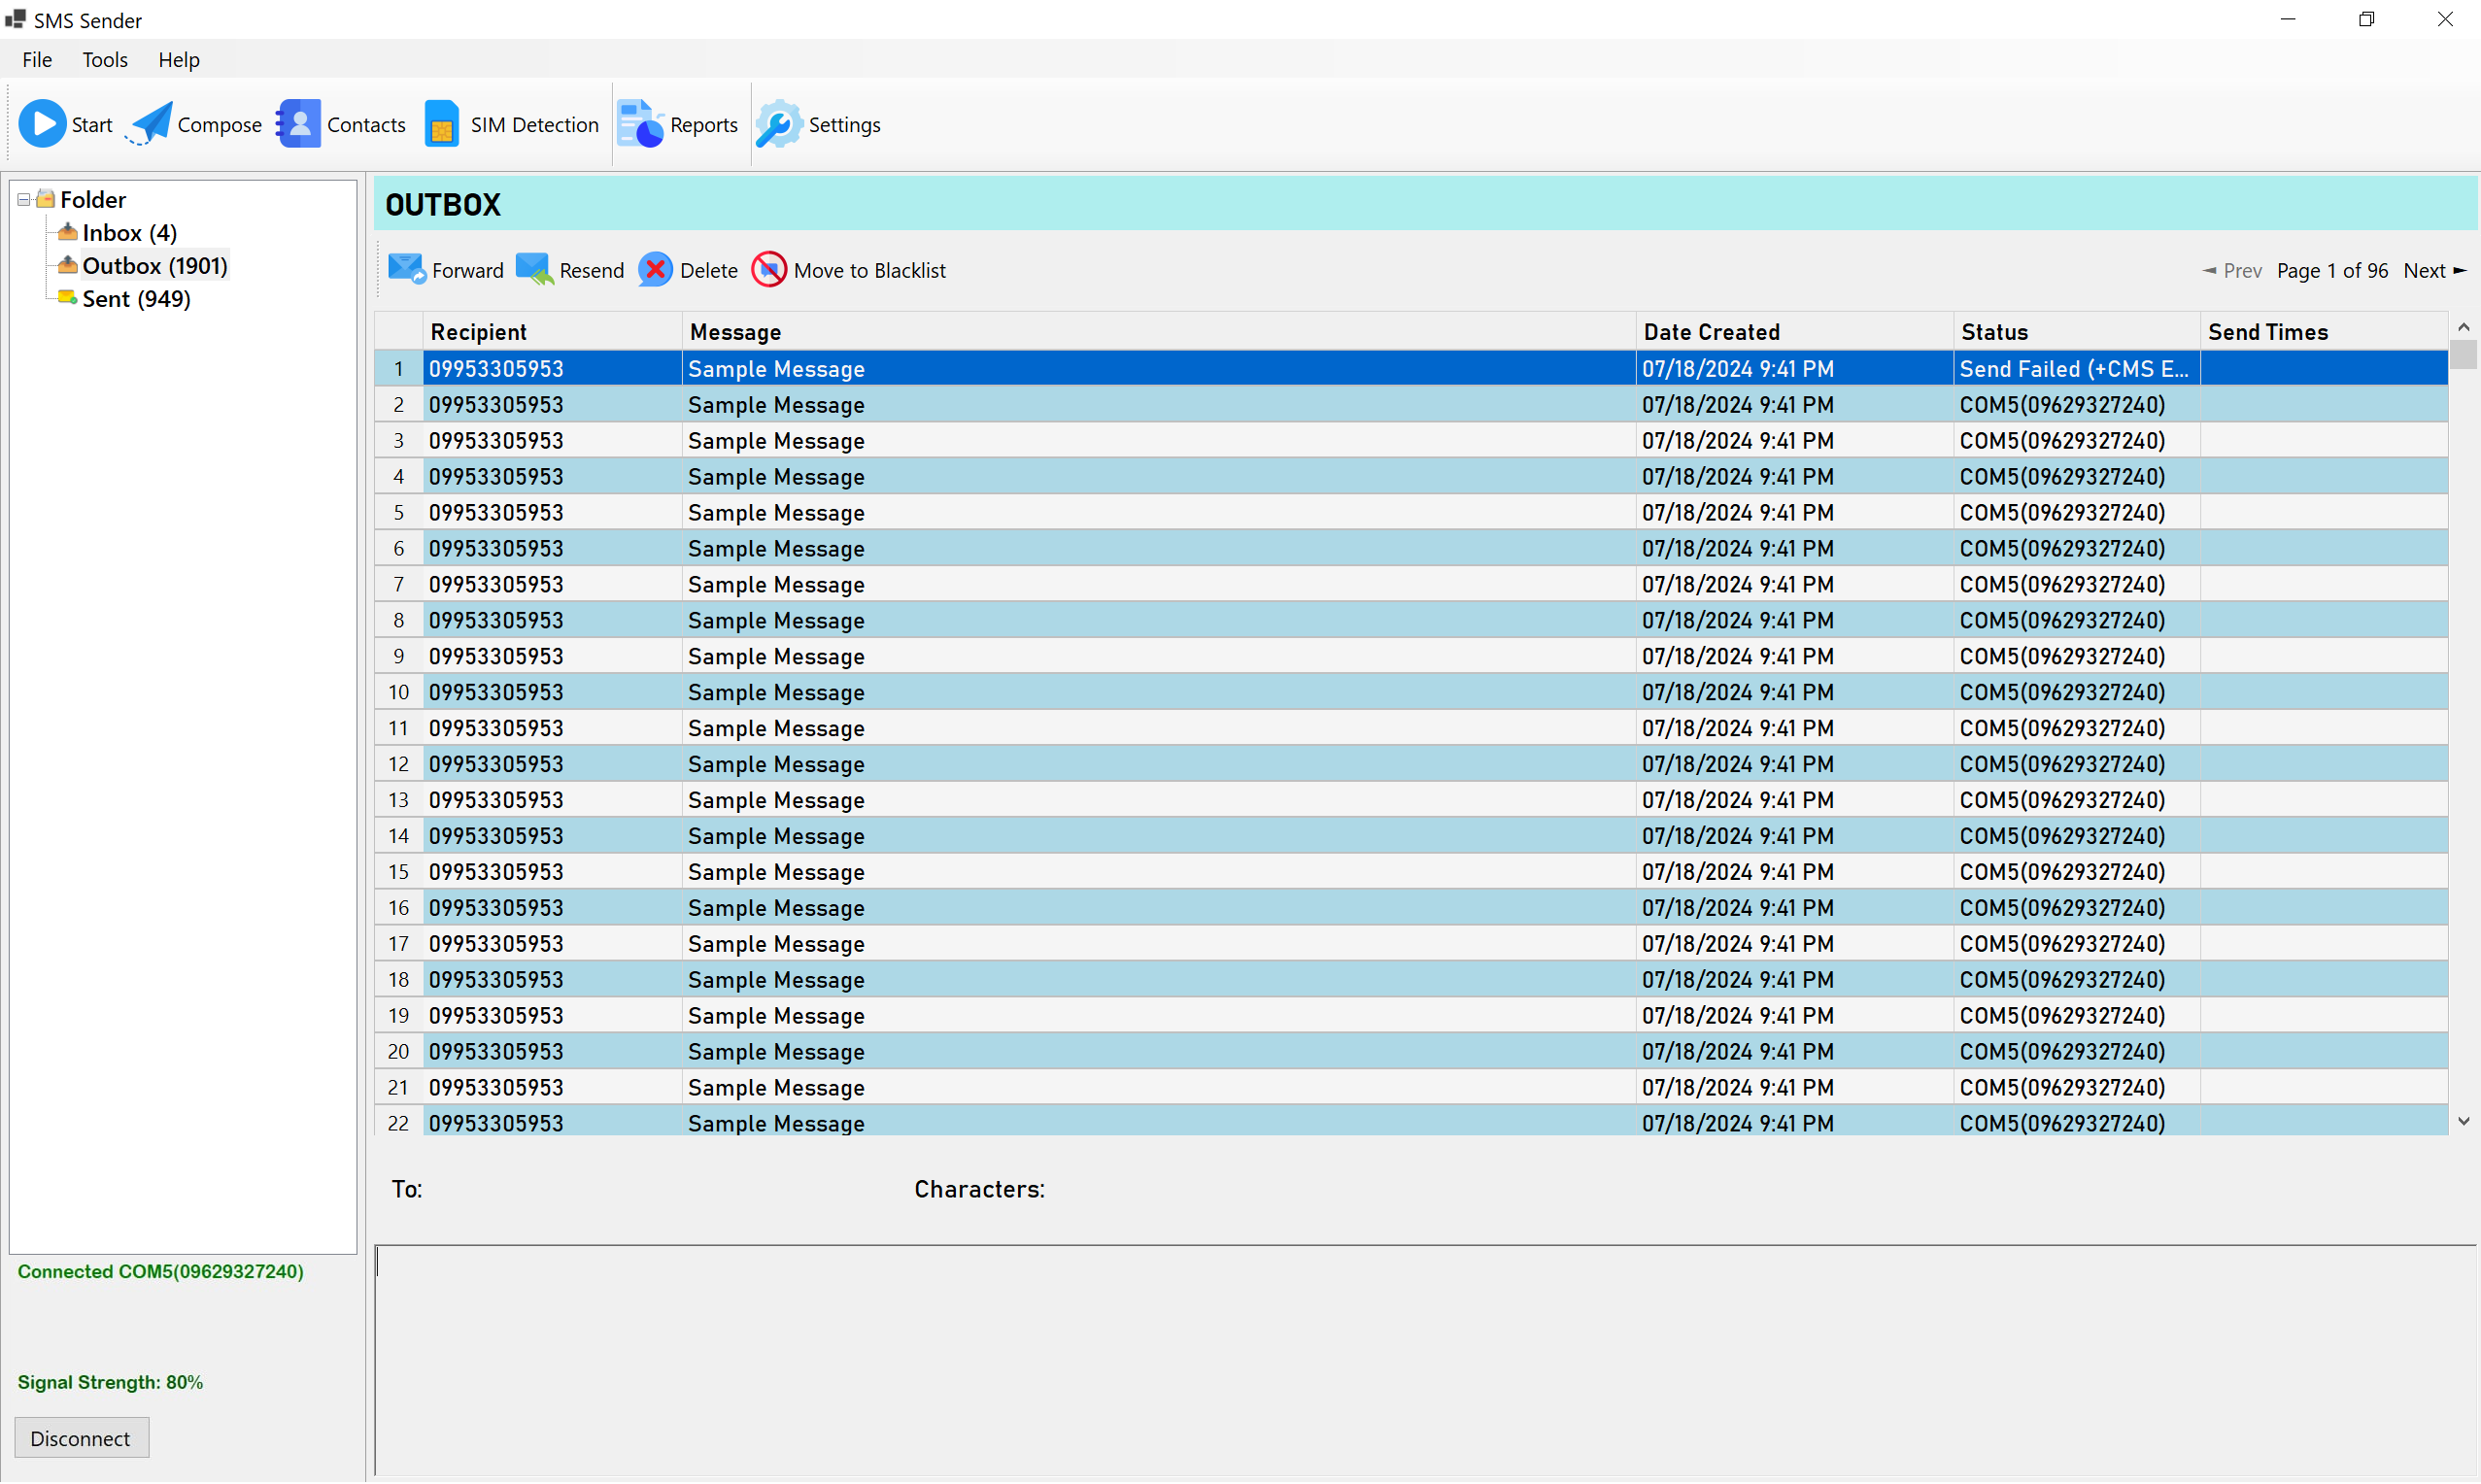 SMS Sender
File Tools Help
Start Compose Contacts SIM Detection Reports Settings
Folder
Inbox (4)
Outbox (1901)
Sent (949)
Connected COM5(09629327240)
Signal Strength: 80%
Disconnect
OUTBOX
Forward Resend Delete Move to Blacklist ◄ Prev Page 1 of 96 Next ►
Recipient Message Date Created Status Send Times
1 09953305953 Sample Message 07/18/2024 9:41 PM Send Failed (+CMS E...
2 09953305953 Sample Message 07/18/2024 9:41 PM COM5(09629327240)
3 09953305953 Sample Message 07/18/2024 9:41 PM COM5(09629327240)
4 09953305953 Sample Message 07/18/2024 9:41 PM COM5(09629327240)
5 09953305953 Sample Message 07/18/2024 9:41 PM COM5(09629327240)
6 09953305953 Sample Message 07/18/2024 9:41 PM COM5(09629327240)
7 09953305953 Sample Message 07/18/2024 9:41 PM COM5(09629327240)
8 09953305953 Sample Message 07/18/2024 9:41 PM COM5(09629327240)
9 09953305953 Sample Message 07/18/2024 9:41 PM COM5(09629327240)
10 09953305953 Sample Message 07/18/2024 9:41 PM COM5(09629327240)
11 09953305953 Sample Message 07/18/2024 9:41 PM COM5(09629327240)
12 09953305953 Sample Message 07/18/2024 9:41 PM COM5(09629327240)
13 09953305953 Sample Message 07/18/2024 9:41 PM COM5(09629327240)
14 09953305953 Sample Message 07/18/2024 9:41 PM COM5(09629327240)
15 09953305953 Sample Message 07/18/2024 9:41 PM COM5(09629327240)
16 09953305953 Sample Message 07/18/2024 9:41 PM COM5(09629327240)
17 09953305953 Sample Message 07/18/2024 9:41 PM COM5(09629327240)
18 09953305953 Sample Message 07/18/2024 9:41 PM COM5(09629327240)
19 09953305953 Sample Message 07/18/2024 9:41 PM COM5(09629327240)
20 09953305953 Sample Message 07/18/2024 9:41 PM COM5(09629327240)
21 09953305953 Sample Message 07/18/2024 9:41 PM COM5(09629327240)
22 09953305953 Sample Message 07/18/2024 9:41 PM COM5(09629327240)
To: Characters: